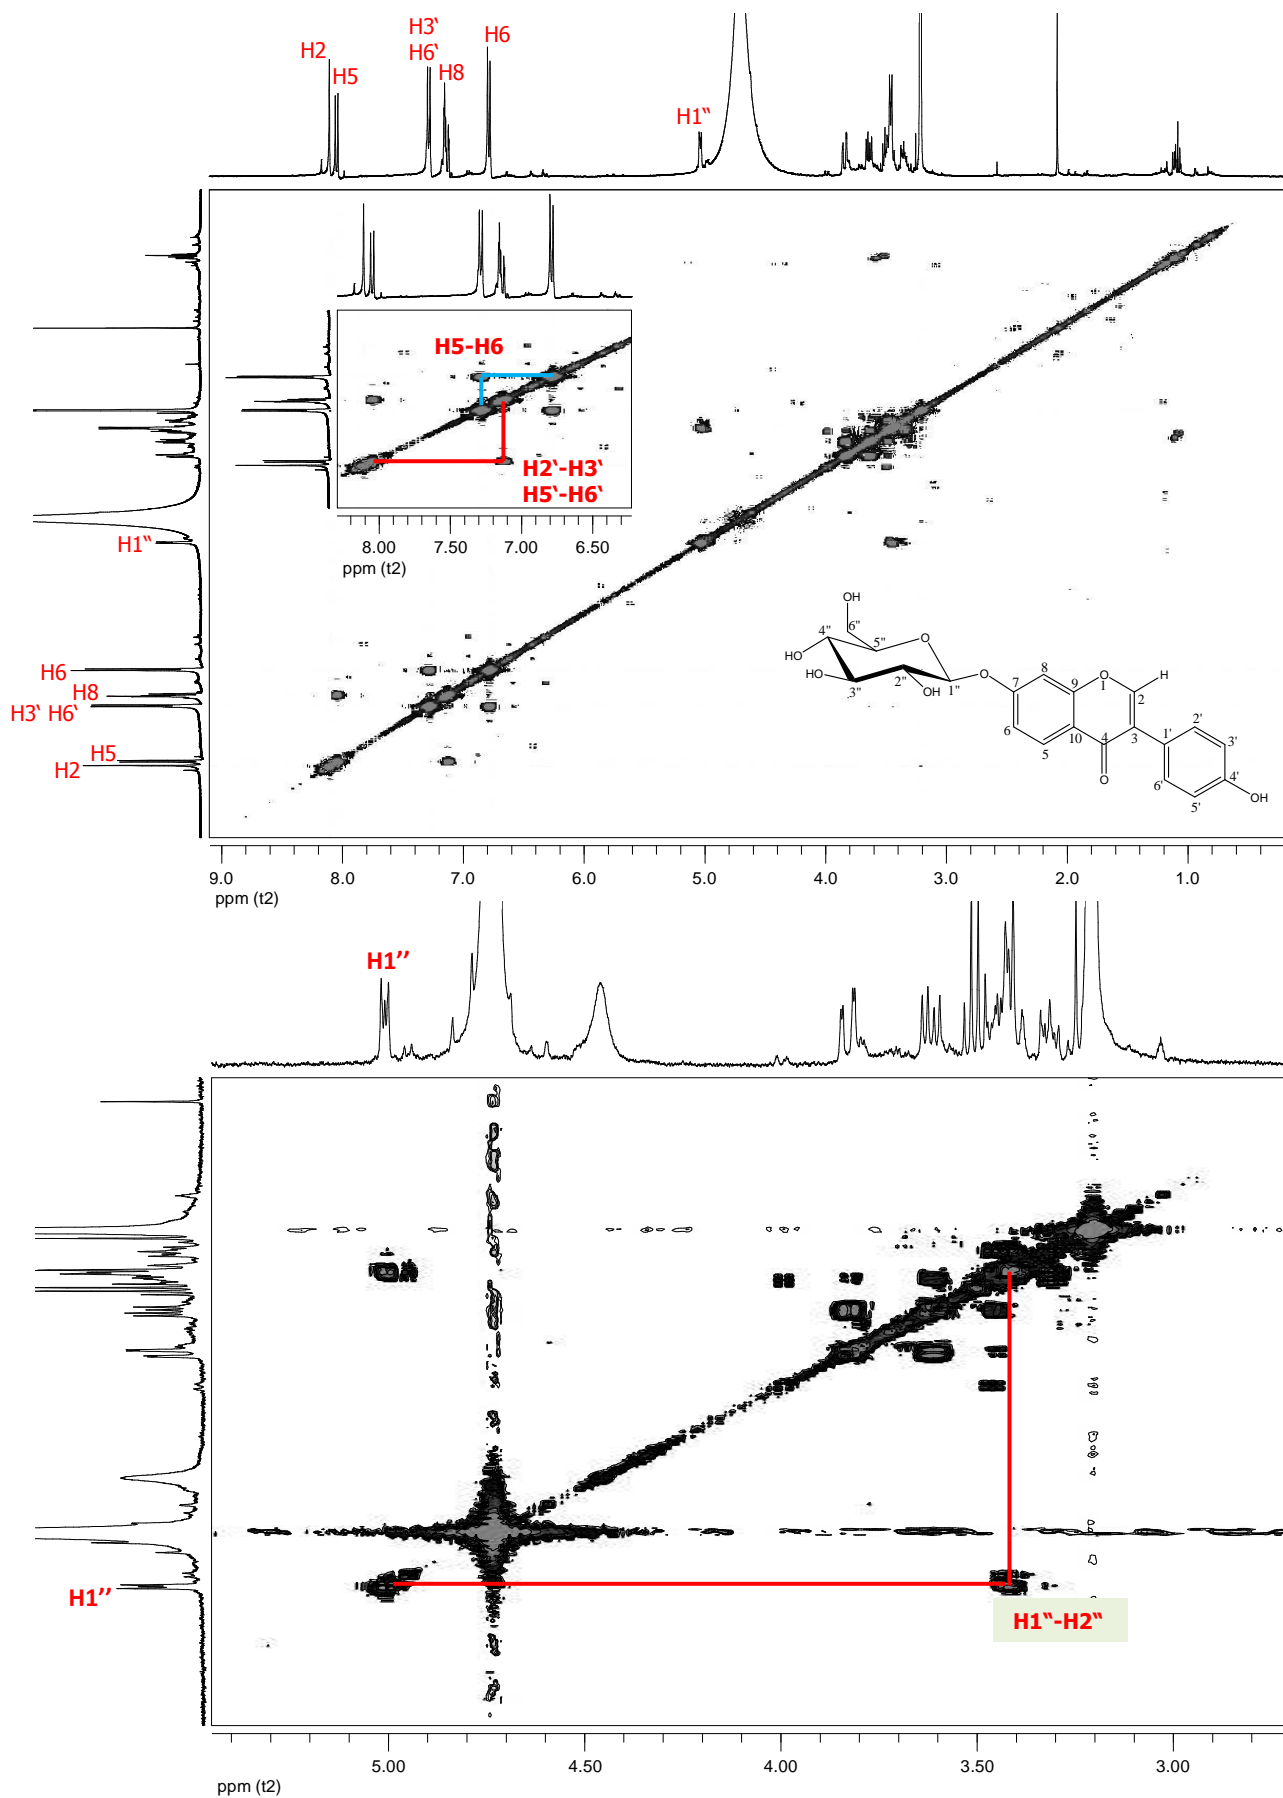 H3‘
H6‘
H6
H2
H5
H8
H1“
H5-H6
H2‘-H3‘
H5‘-H6‘
8.00 7.50 7.00 6.50
ppm (t2)
H1“
H6
H8
H3‘ H6‘
H5
H2
OH
6"
4"
5"
O
HO
HO
3"
2"
OH
1"
O
7
8
9
O
1
H
2
6
5
10
4
3
O
1'
2'
3'
4'
OH
5'
6'
9.0 8.0 7.0 6.0 5.0 4.0 3.0 2.0 1.0
ppm (t2)
H1’’
H1’’
H1“-H2“
5.00 4.50 4.00 3.50 3.00
ppm (t2)